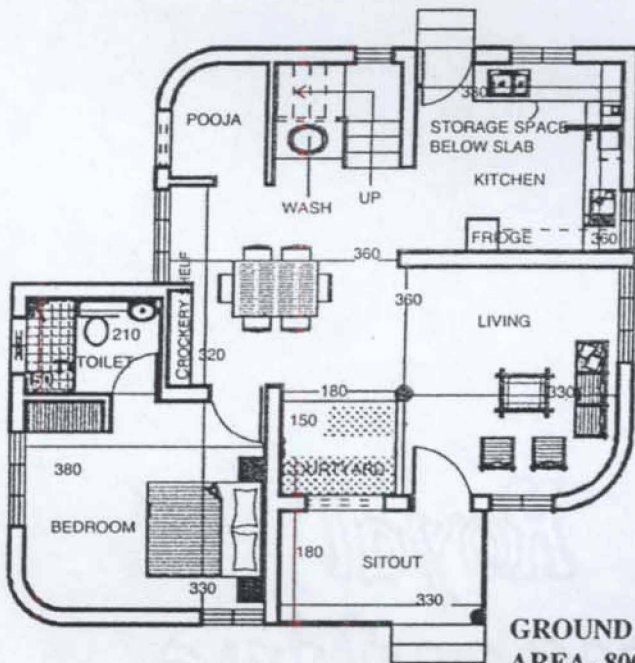 POOJA
380
STORAGE SPACE
BELOW SLAB
WASH
UP
KITCHEN
FRIDGE
360
360
360
CROCKERY SHELF
LIVING
210
TOILET
150
320
180
330
150
COURTYARD
380
BEDROOM
180
SITOUT
330
330
GROUND
AREA